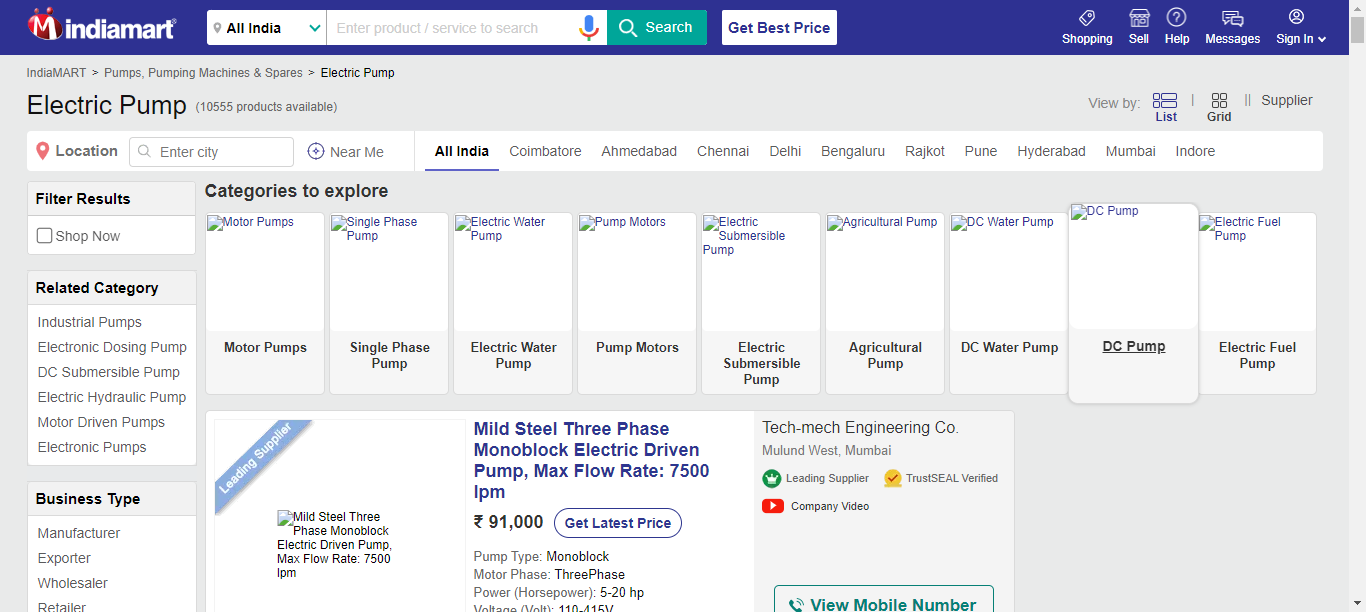 indiamart
All India
Enter product / service to search
Search
Get Best Price
Shopping
Sell
Help
Messages
Sign In
IndiaMART > Pumps, Pumping Machines & Spares > Electric Pump
Electric Pump (10555 products available)
View by:
List
Grid
Supplier
Location
Enter city
Near Me
All India
Coimbatore
Ahmedabad
Chennai
Delhi
Bengaluru
Rajkot
Pune
Hyderabad
Mumbai
Indore
Filter Results
Shop Now
Related Category
Industrial Pumps
Electronic Dosing Pump
DC Submersible Pump
Electric Hydraulic Pump
Motor Driven Pumps
Electronic Pumps
Business Type
Manufacturer
Exporter
Wholesaler
Retailer
Categories to explore
Motor Pumps
Single Phase
Pump
Electric Water
Pump
Pump Motors
Electric
Submersible
Pump
Agricultural Pump
DC Water Pump
DC Pump
Electric Fuel
Pump
Motor Pumps
Single Phase
Pump
Electric Water
Pump
Pump Motors
Electric
Submersible
Pump
Agricultural
Pump
DC Water Pump
DC Pump
Electric Fuel
Pump
Leading Supplier
Mild Steel Three
Phase Monoblock
Electric Driven Pump,
Max Flow Rate: 7500
lpm
Mild Steel Three Phase
Monoblock Electric Driven
Pump, Max Flow Rate: 7500
lpm
₹ 91,000
Get Latest Price
Pump Type: Monoblock
Motor Phase: ThreePhase
Power (Horsepower): 5-20 hp
Voltage (Volt): 110-415V
Tech-mech Engineering Co.
Mulund West, Mumbai
Leading Supplier
TrustSEAL Verified
Company Video
View Mobile Number